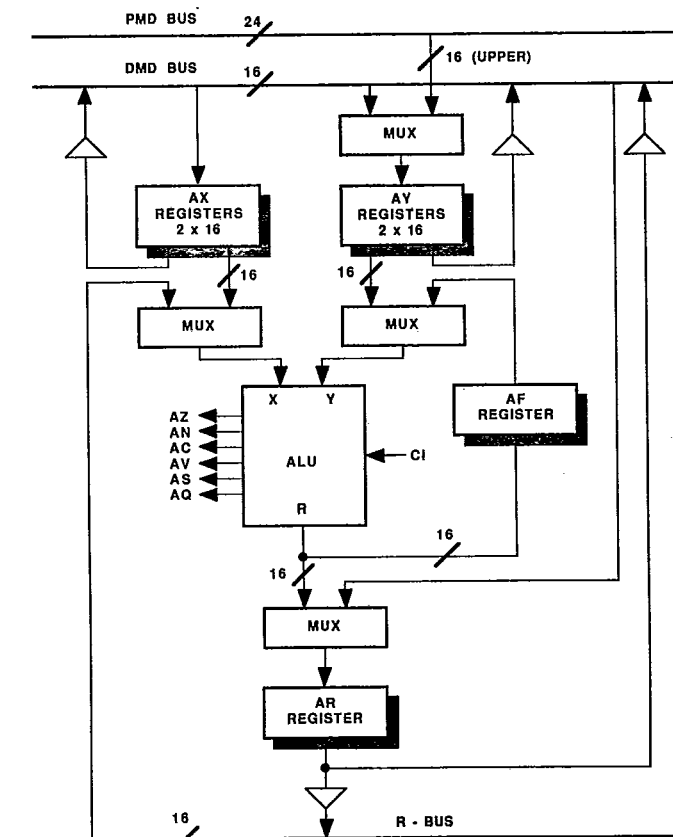 PMD BUS 24
16 (UPPER)
DMD BUS 16
MUX
AX
REGISTERS
2 x 16
AY
REGISTERS
2 x 16
16
16
MUX
MUX
X Y
AF
REGISTER
AZ
AN
AC
AV
AS
AQ
ALU
CI
R
16
16
MUX
AR
REGISTER
16
R - BUS